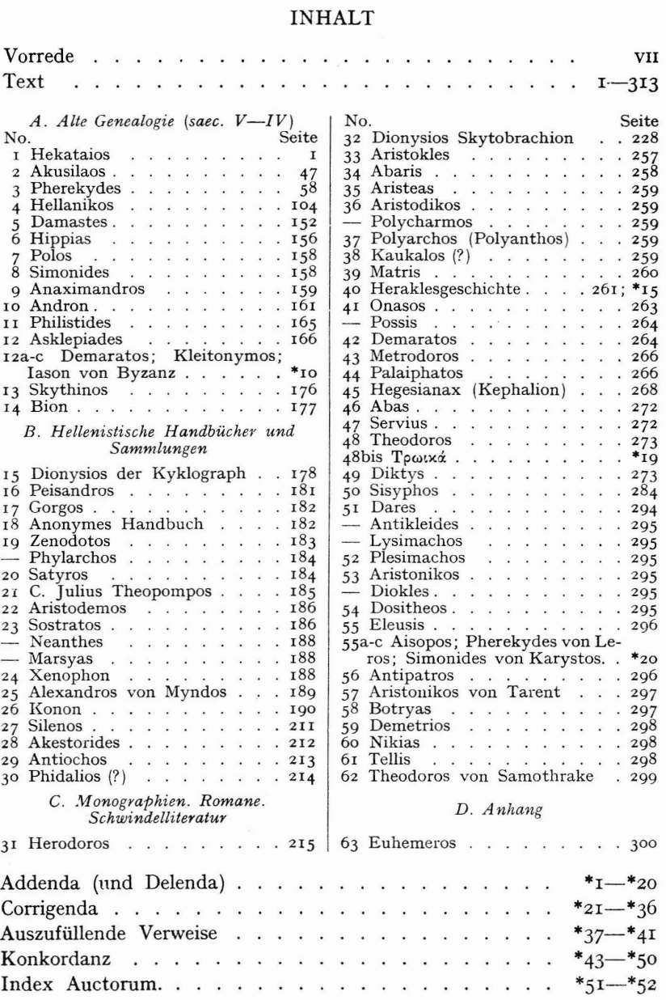 INHALT
Vorrede . . . . . . . . . . . . . . . . . . . . . . . VII
Text . . . . . . . . . . . . . . . . . . . . . . . . 1—313
A. Alte Genealogie (saec. V—IV)
No. Seite
1 Hekataios . . . . . . . . . 1
2 Akusilaos . . . . . . . . . . 47
3 Pherekydes . . . . . . . . . 58
4 Hellanikos . . . . . . . . . 104
5 Damastes . . . . . . . . . . 152
6 Hippias . . . . . . . . . . 156
7 Polos . . . . . . . . . . . 158
8 Simonides . . . . . . . . . 158
9 Anaximandros . . . . . . . 159
10 Andron . . . . . . . . . . . 161
11 Philistides . . . . . . . . . 165
12 Asklepiades . . . . . . . . 166
12a-c Demaratos; Kleitonymos;
Iason von Byzanz . . . . . . *10
13 Skythinos . . . . . . . . . 176
14 Bion . . . . . . . . . . . . 177
B. Hellenistische Handbücher und
Sammlungen
15 Dionysios der Kyklograph . . 178
16 Peisandros . . . . . . . . . 181
17 Gorgos . . . . . . . . . . . 182
18 Anonymes Handbuch . . . . 182
19 Zenodotos . . . . . . . . . 183
— Phylarchos . . . . . . . . . 184
20 Satyros . . . . . . . . . . 184
21 C. Julius Theopompos . . . . 185
22 Aristodemos . . . . . . . . 186
23 Sostratos . . . . . . . . . . 186
— Neanthes . . . . . . . . . 188
— Marsyas . . . . . . . . . . 188
24 Xenophon . . . . . . . . . 188
25 Alexandros von Myndos . . . 189
26 Konon . . . . . . . . . . . 190
27 Silenos . . . . . . . . . . . 211
28 Akestorides . . . . . . . . . 212
29 Antiochos . . . . . . . . . 213
30 Phidalios (?) . . . . . . . . 214
C. Monographien. Romane.
Schwindelliteratur
31 Herodoros . . . . . . . . . 215
No. Seite
32 Dionysios Skytobrachion . . 228
33 Aristokles . . . . . . . . . 257
34 Abaris . . . . . . . . . . . 258
35 Aristeas . . . . . . . . . . 259
36 Aristodikos . . . . . . . . . 259
— Polycharmos . . . . . . . . 259
37 Polyarchos (Polyanthos) . . . 259
38 Kaukalos (?) . . . . . . . . 259
39 Matris . . . . . . . . . . . 260
40 Heraklesgeschichte . . . . 261; *15
41 Onasos . . . . . . . . . . . 263
— Possis . . . . . . . . . . . 264
42 Demaratos . . . . . . . . . 264
43 Metrodoros . . . . . . . . . 266
44 Palaiphatos . . . . . . . . 266
45 Hegesianax (Kephalion) . . . 268
46 Abas . . . . . . . . . . . . 272
47 Servius . . . . . . . . . . . 272
48 Theodoros . . . . . . . . . 273
48bis Τρωικά . . . . . . . . . . *19
49 Diktys . . . . . . . . . . . 273
50 Sisyphos . . . . . . . . . . 284
51 Dares . . . . . . . . . . . 294
— Antikleides . . . . . . . . . 295
— Lysimachos . . . . . . . . 295
52 Plesimachos . . . . . . . . 295
53 Aristonikos . . . . . . . . . 295
— Diokles . . . . . . . . . . . 295
54 Dositheos . . . . . . . . . . 295
55 Eleusis . . . . . . . . . . . 296
55a-c Aisopos; Pherekydes von Le-
ros; Simonides von Karystos. . *20
56 Antipatros . . . . . . . . . 296
57 Aristonikos von Tarent . . . 297
58 Botryas . . . . . . . . . . 297
59 Demetrios . . . . . . . . . 298
60 Nikias . . . . . . . . . . . 298
61 Tellis . . . . . . . . . . . 298
62 Theodoros von Samothrake . 299
D. Anhang
63 Euhemeros . . . . . . . . . 300
Addenda (und Delenda) . . . . . . . . . . . . . . . . *1—*20
Corrigenda . . . . . . . . . . . . . . . . . . . . . . *21—*36
Auszufüllende Verweise . . . . . . . . . . . . . . . . *37—*41
Konkordanz . . . . . . . . . . . . . . . . . . . . . *43—*50
Index Auctorum. . . . . . . . . . . . . . . . . . . . *51—*52